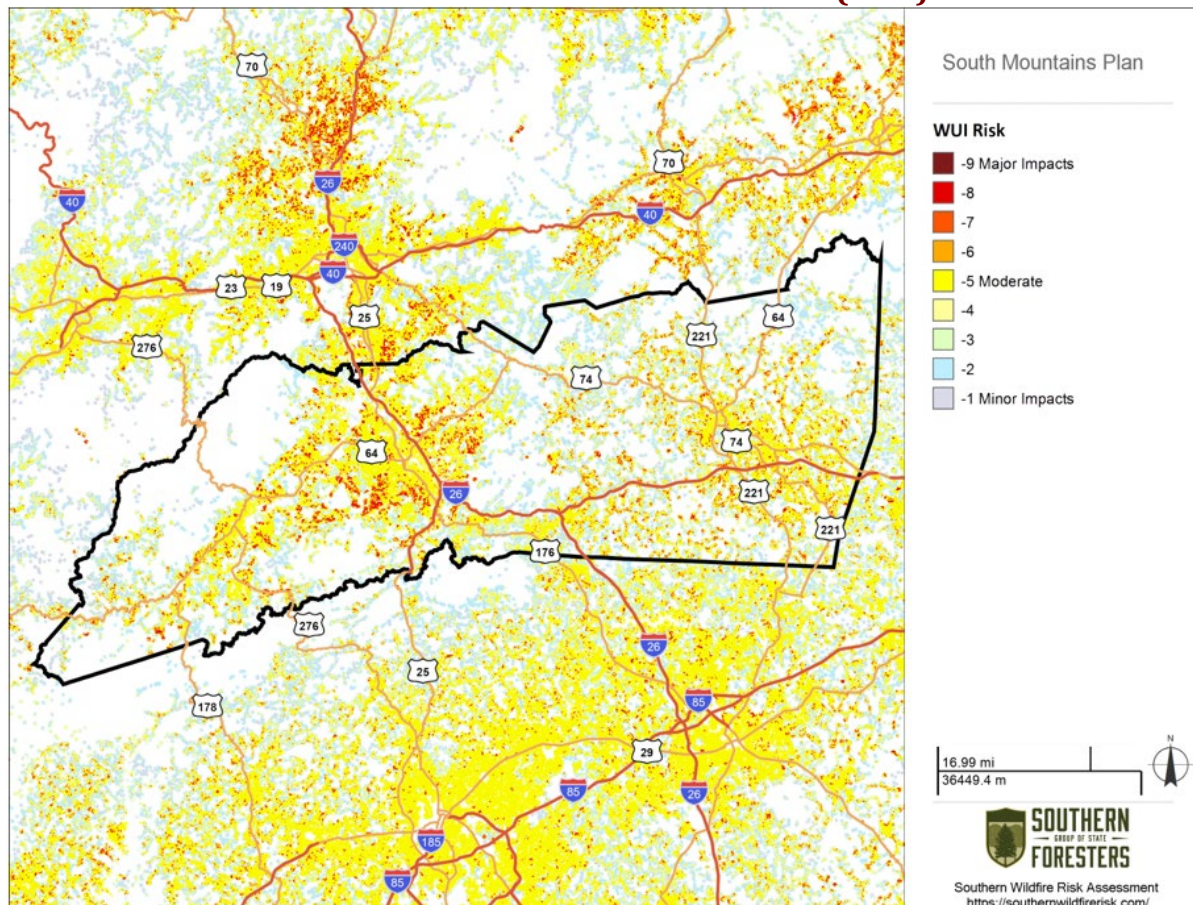 South Mountains Plan
WUI Risk
-9 Major Impacts
-8
-7
-6
-5 Moderate
-4
-3
-2
-1 Minor Impacts
70
70
26
40
40
240
40
23
19
25
276
64
221
74
64
74
26
221
221
176
276
26
25
178
85
29
85
26
185
85
16.99 mi
36449.4 m
N
SOUTHERN
GROUP OF STATE
FORESTERS
Southern Wildfire Risk Assessment
https://southernwildfirerisk.com/